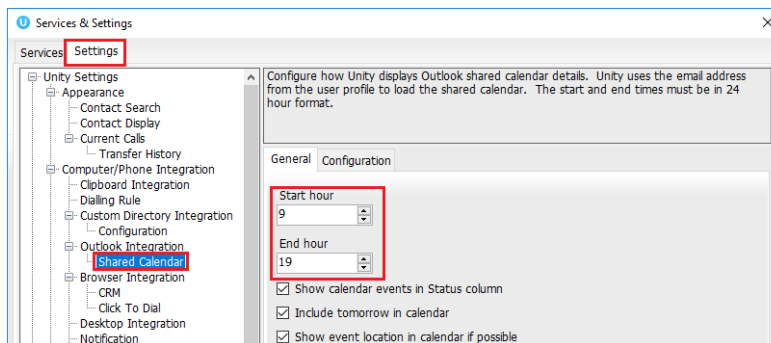 Services & Settings
Services
Settings
Unity Settings
Appearance
Contact Search
Contact Display
Current Calls
Transfer History
Computer/Phone Integration
Clipboard Integration
Dialling Rule
Custom Directory Integration
Configuration
Outlook Integration
Shared Calendar
Browser Integration
CRM
Click To Dial
Desktop Integration
Notification
Configure how Unity displays Outlook shared calendar details. Unity uses the email address
from the user profile to load the shared calendar. The start and end times must be in 24
hour format.
General Configuration
Start hour
9
End hour
19
Show calendar events in Status column
Include tomorrow in calendar
Show event location in calendar if possible